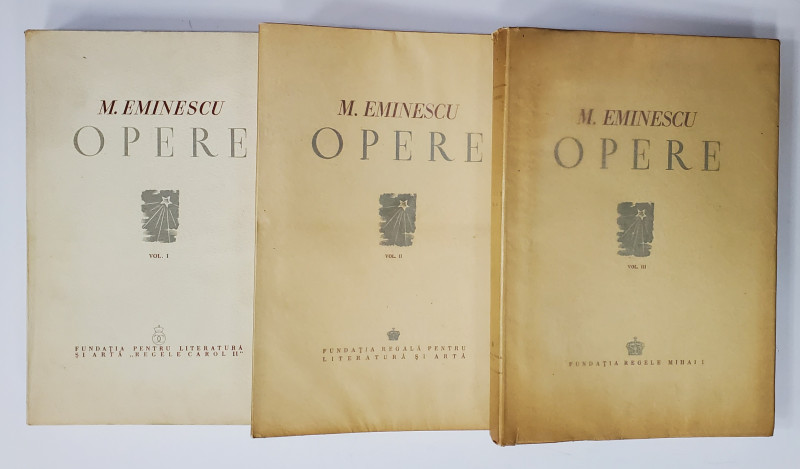 M. EMINESCU
OPERE
VOL. I
FUNDAȚIA PENTRU LITERATURĂ
ȘI ARTĂ „REGELE CAROL II"
M. EMINESCU
OPERE
VOL. II
FUNDAȚIA REGALĂ PENTRU
LITERATURĂ ȘI ARTĂ
M. EMINESCU
OPERE
VOL. III
FUNDAȚIA REGELE MIHAI I